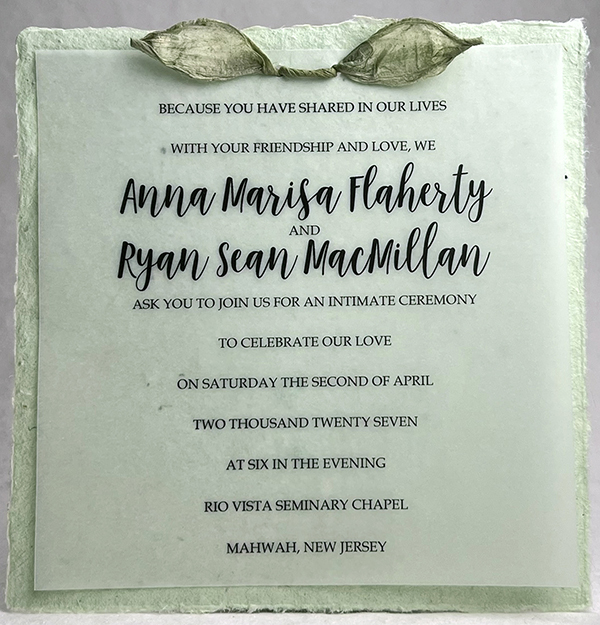 BECAUSE YOU HAVE SHARED IN OUR LIVES
WITH YOUR FRIENDSHIP AND LOVE, WE
Anna Marisa Flaherty
AND
Ryan Sean MacMillan
ASK YOU TO JOIN US FOR AN INTIMATE CEREMONY
TO CELEBRATE OUR LOVE
ON SATURDAY THE SECOND OF APRIL
TWO THOUSAND TWENTY SEVEN
AT SIX IN THE EVENING
RIO VISTA SEMINARY CHAPEL
MAHWAH, NEW JERSEY